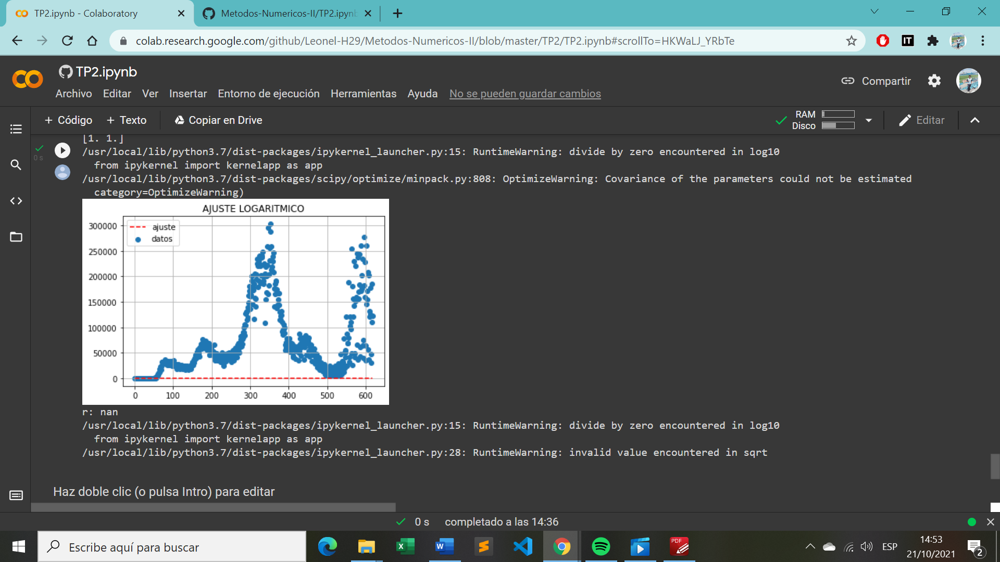 TP2.ipynb - Colaboratory
Metodos-Numericos-II/TP2.ipynb
colab.research.google.com/github/Leonel-H29/Metodos-Numericos-II/blob/master/TP2/TP2.ipynb#scrollTo=HKWaLJ_YRbTe
IT
TP2.ipynb
Compartir
Archivo Editar Ver Insertar Entorno de ejecución Herramientas Ayuda No se pueden guardar cambios
+ Código + Texto Copiar en Drive
RAM
Disco
Editar
0 s
[1. 1.]
/usr/local/lib/python3.7/dist-packages/ipykernel_launcher.py:15: RuntimeWarning: divide by zero encountered in log10
from ipykernel import kernelapp as app
/usr/local/lib/python3.7/dist-packages/scipy/optimize/minpack.py:808: OptimizeWarning: Covariance of the parameters could not be estimated
category=OptimizeWarning)
AJUSTE LOGARITMICO
ajuste
datos
300000
250000
200000
150000
100000
50000
0
0 100 200 300 400 500 600
r: nan
/usr/local/lib/python3.7/dist-packages/ipykernel_launcher.py:15: RuntimeWarning: divide by zero encountered in log10
from ipykernel import kernelapp as app
/usr/local/lib/python3.7/dist-packages/ipykernel_launcher.py:28: RuntimeWarning: invalid value encountered in sqrt
Haz doble clic (o pulsa Intro) para editar
0 s completado a las 14:36
Escribe aquí para buscar
PDF
ESP
14:53
21/10/2021
2